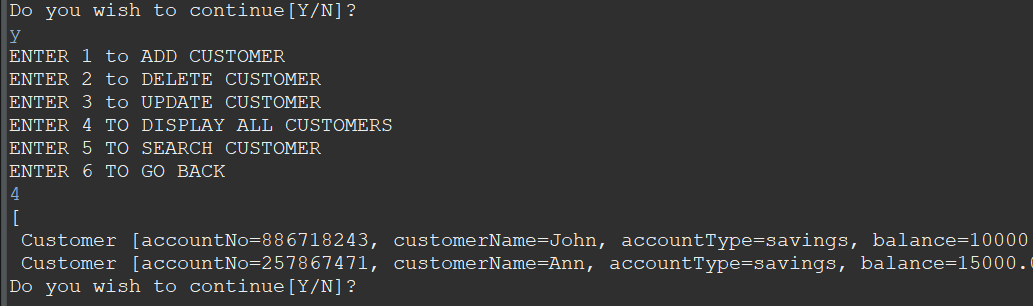 Do you wish to continue[Y/N]?
y
ENTER 1 to ADD CUSTOMER
ENTER 2 to DELETE CUSTOMER
ENTER 3 to UPDATE CUSTOMER
ENTER 4 TO DISPLAY ALL CUSTOMERS
ENTER 5 TO SEARCH CUSTOMER
ENTER 6 TO GO BACK
4
[
 Customer [accountNo=886718243, customerName=John, accountType=savings, balance=10000
 Customer [accountNo=257867471, customerName=Ann, accountType=savings, balance=15000.
Do you wish to continue[Y/N]?